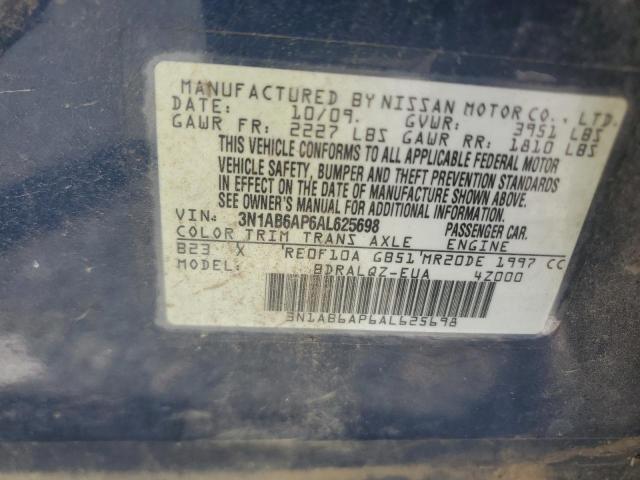 MANUFACTURED BY NISSAN MOTOR CO., LTD.
DATE: 10/09. GVWR: 3951 LBS
GAWR FR: 2227 LBS GAWR RR: 1810 LBS
THIS VEHICLE CONFORMS TO ALL APPLICABLE FEDERAL MOTOR
VEHICLE SAFETY, BUMPER AND THEFT PREVENTION STANDARDS
IN EFFECT ON THE DATE OF MANUFACTURE SHOWN ABOVE.
SEE OWNER'S MANUAL FOR ADDITIONAL INFORMATION.
VIN: 3N1AB6AP6AL625698 PASSENGER CAR.
COLOR TRIM TRANS AXLE ENGINE
B23 X RE0F10A GB51 MR20DE 1997 CC
MODEL: BDRALQZ-EUA 4Z000
3N1AB6AP6AL625698